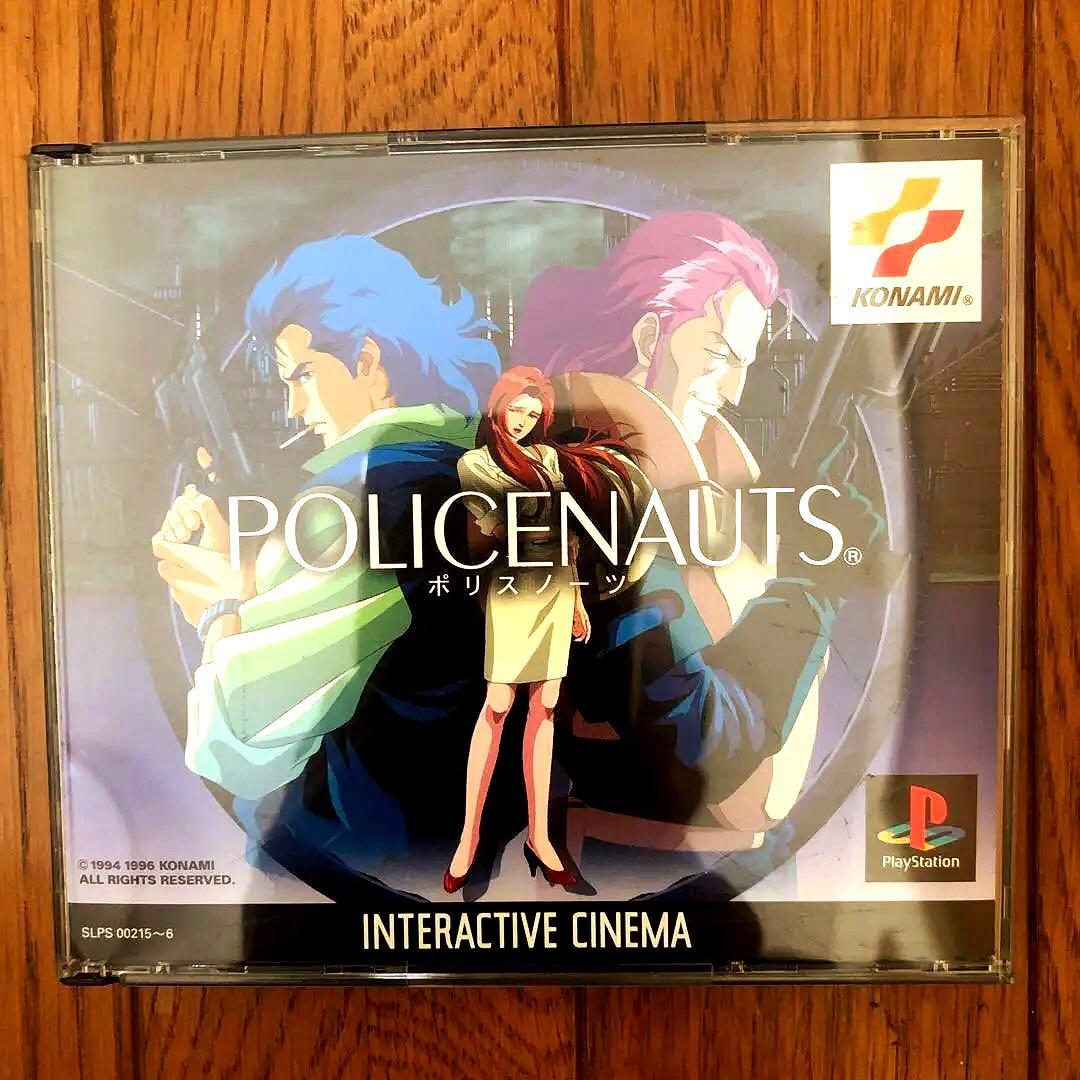 KONAMI®
POLICENAUTS®
ポリスノーツ
PlayStation
© 1994 1996 KONAMI
ALL RIGHTS RESERVED.
SLPS 00215～6
INTERACTIVE CINEMA